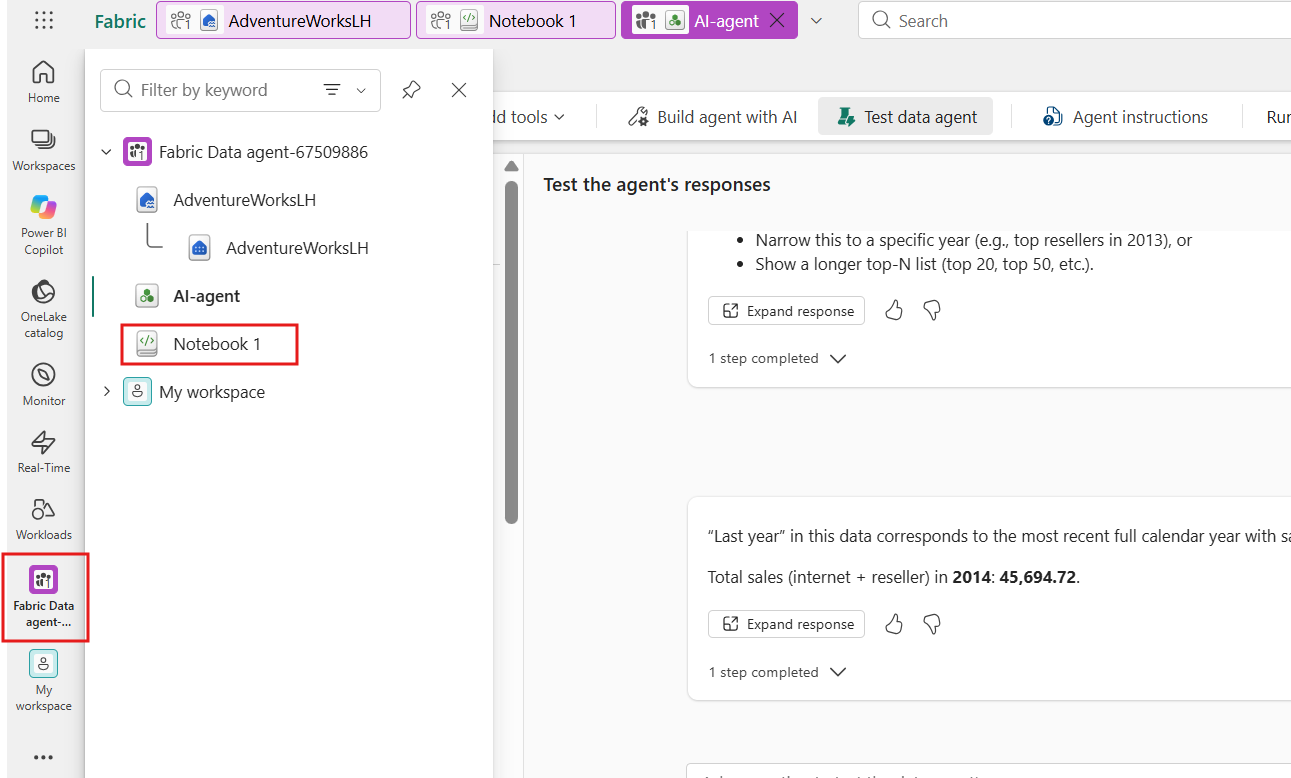 Fabric
AdventureWorksLH
Notebook 1
AI-agent
Search
Home
Workspaces
Power BI
Copilot
OneLake
catalog
Monitor
Real-Time
Workloads
Fabric Data
agent-...
My
workspace
Filter by keyword
Fabric Data agent-67509886
AdventureWorksLH
AdventureWorksLH
AI-agent
Notebook 1
My workspace
tools
Build agent with AI
Test data agent
Agent instructions
Test the agent's responses
• Narrow this to a specific year (e.g., top resellers in 2013), or
• Show a longer top-N list (top 20, top 50, etc.).
Expand response
1 step completed
“Last year” in this data corresponds to the most recent full calendar year with
Total sales (internet + reseller) in 2014: 45,694.72.
Expand response
1 step completed